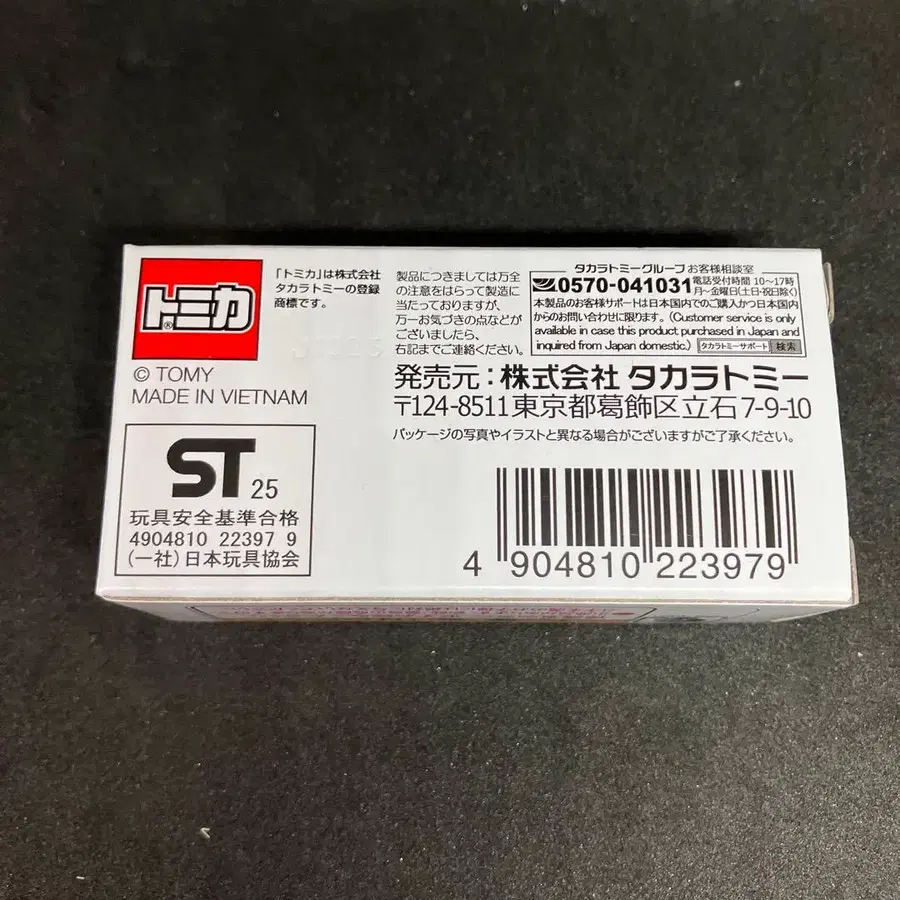 トミカ®
「トミカ」は株式会社
タカラトミーの登録
商標です。
© TOMY
MADE IN VIETNAM
ST 25
玩具安全基準合格
4904810 22397 9
(一社)日本玩具協会
製品につきましては万全
の注意をはらって製造に
当たっておりますが、
万一お気づきの点などが
ございましたら、
右記までご連絡ください。
タカラトミーグループ お客様相談室
0570-041031 電話受付時間 10～17時
月～金曜日(土・日・祝日除く)
本製品のお客様サポートは日本国内でのご購入かつ日本国内
からのお問い合わせに限ります。(Customer service is only
available in case this product purchased in Japan and
inquired from Japan domestic.) タカラトミーサポート 検索
発売元：株式会社 タカラトミー
〒124-8511 東京都葛飾区立石7-9-10
パッケージの写真やイラストと異なる場合がございますがご了承ください。
4 904810 223979